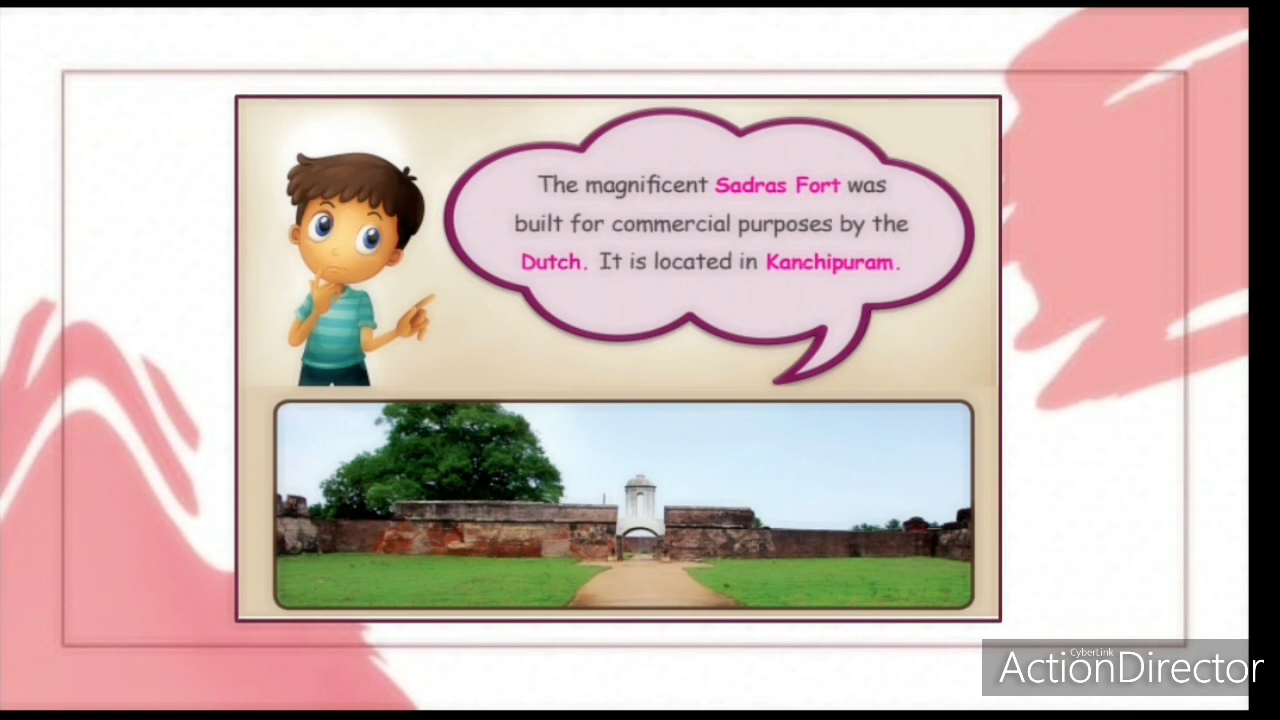 The magnificent Sadras Fort was
built for commercial purposes by the
Dutch. It is located in Kanchipuram.
CyberLink
ActionDirector